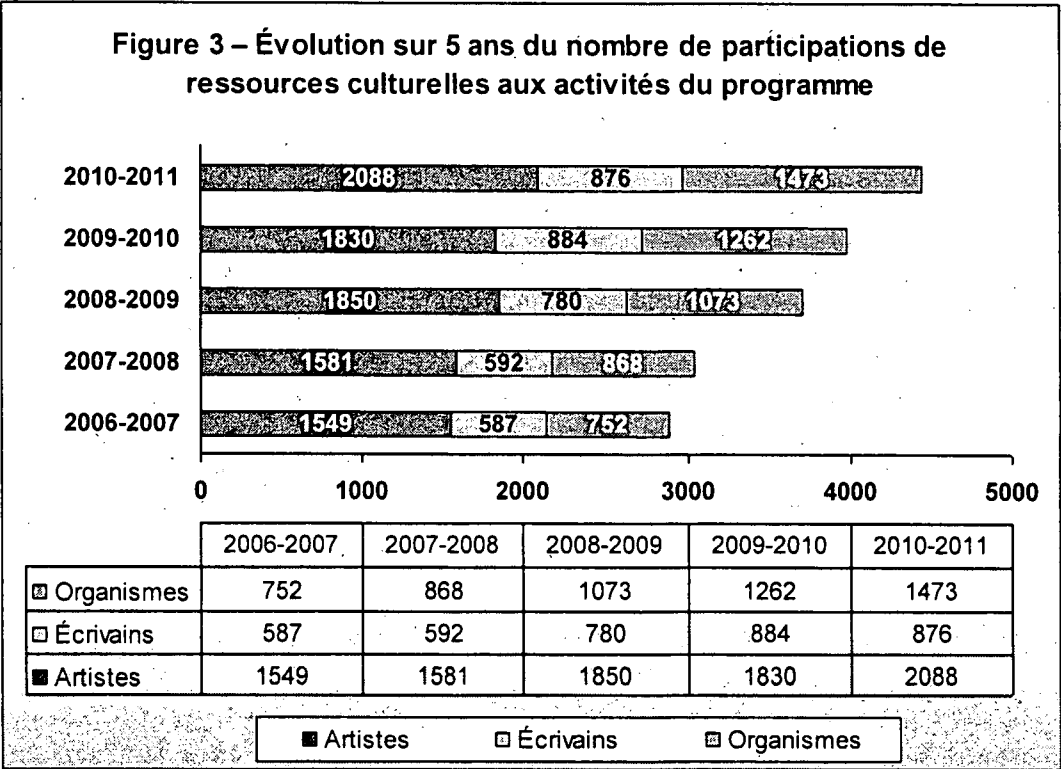 Figure 3 – Évolution sur 5 ans du nombre de participations de
ressources culturelles aux activités du programme
2010-2011 2088 876 1473
2009-2010 1830 884 1262
2008-2009 1850 780 1073
2007-2008 1581 592 868
2006-2007 1549 587 752
0 1000 2000 3000 4000 5000
2006-2007 2007-2008 2008-2009 2009-2010 2010-2011
Organismes 752 868 1073 1262 1473
Écrivains 587 592 780 884 876
Artistes 1549 1581 1850 1830 2088
Artistes Écrivains Organismes